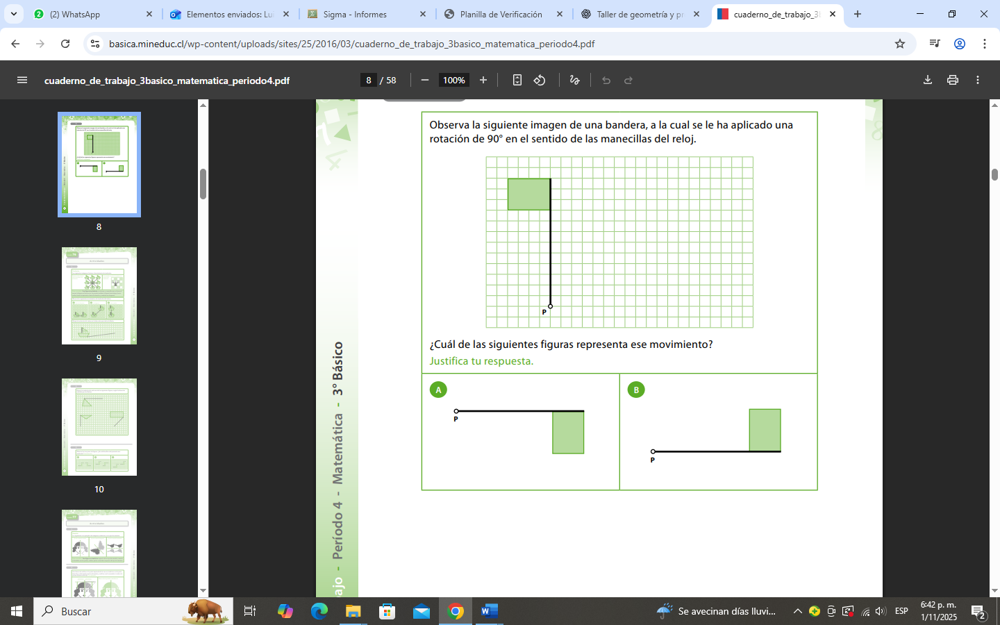 (2) WhatsApp
Elementos enviados: Lui
Sigma - Informes
Planilla de Verificación
Taller de geometría y pr
cuaderno_de_trabajo_3
basica.mineduc.cl/wp-content/uploads/sites/25/2016/03/cuaderno_de_trabajo_3basico_matematica_periodo4.pdf
cuaderno_de_trabajo_3basico_matematica_periodo4.pdf
8 / 58
100%
8
9
10
Observa la siguiente imagen de una bandera, a la cual se le ha aplicado una
rotación de 90° en el sentido de las manecillas del reloj.
P
¿Cuál de las siguientes figuras representa ese movimiento?
Justifica tu respuesta.
A
P
B
P
ajo - Período 4 - Matemática - 3° Básico
Buscar
Se avecinan días lluvi...
ESP
6:42 p. m.
1/11/2025
2